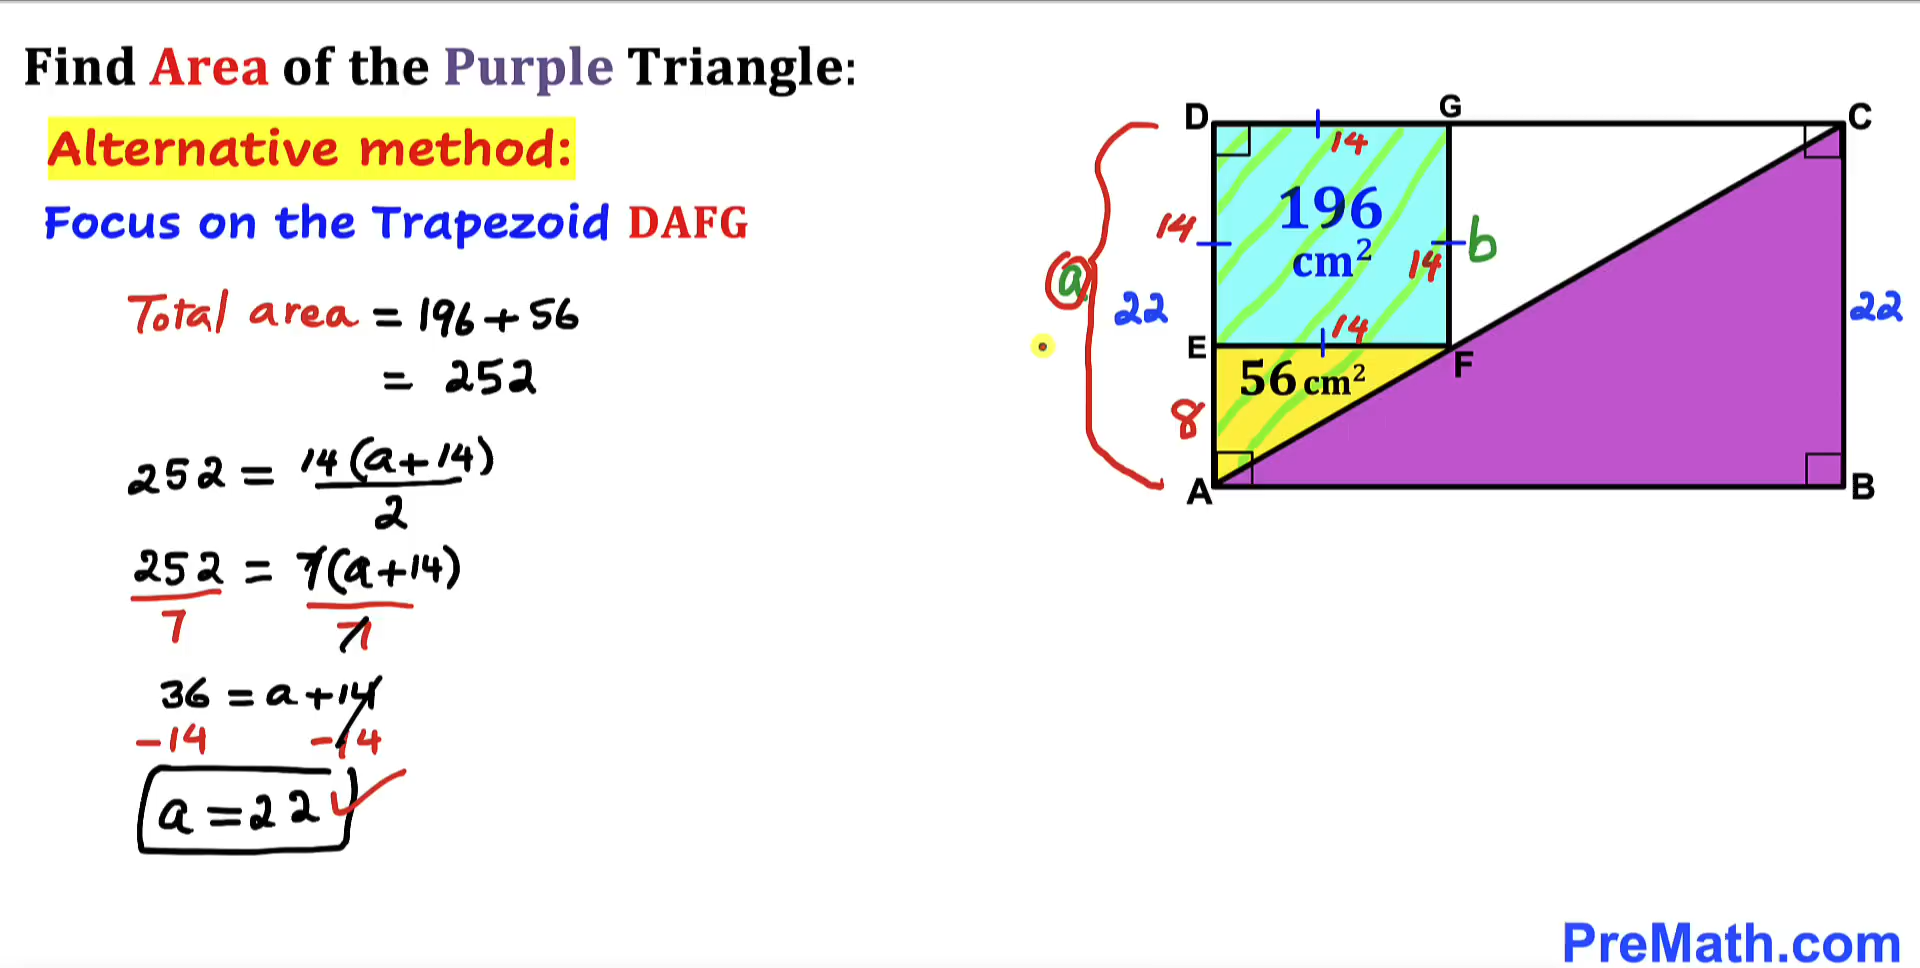 Find Area of the Purple Triangle:
Alternative method:
Focus on the Trapezoid DAFG
Total area = 196 + 56
= 252
252 = 14(a+14)
2
252 = 7(a+14)
7 7
36 = a + 14
-14 -14
a = 22
D G C
14
196
cm²
14 14 b
a 22 22
14
E F
56 cm²
8
A B
PreMath.com